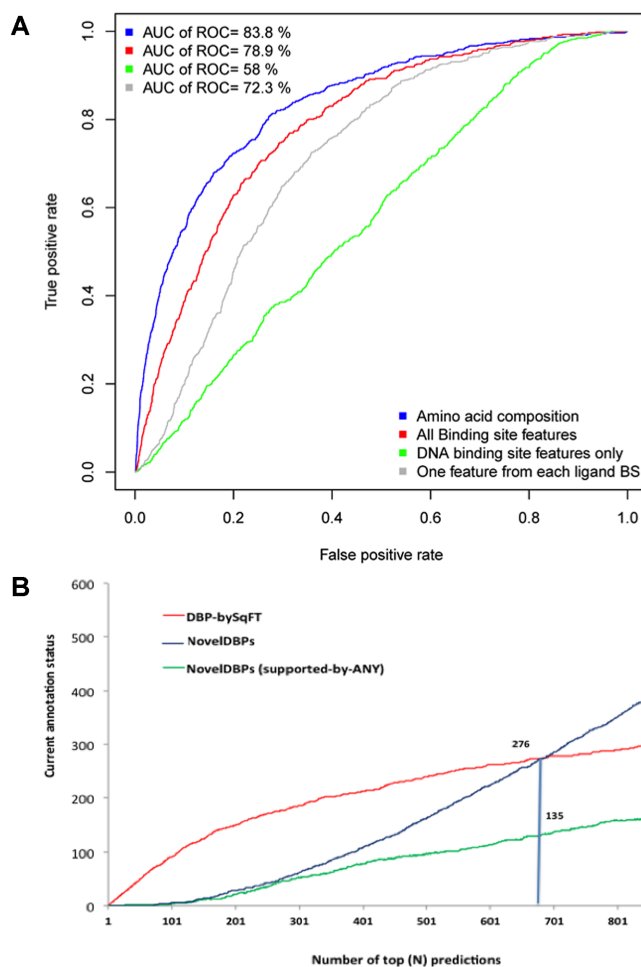 A
AUC of ROC= 83.8 %
AUC of ROC= 78.9 %
AUC of ROC= 58 %
AUC of ROC= 72.3 %
True positive rate
1.0
0.8
0.6
0.4
0.2
0.0
Amino acid composition
All Binding site features
DNA binding site features only
One feature from each ligand BS
0.0 0.2 0.4 0.6 0.8 1.0
False positive rate
B
Current annotation status
600
500
400
300
200
100
0
DBP-bySqFT
NovelDBPs
NovelDBPs (supported-by-ANY)
276
135
1 101 201 301 401 501 601 701 801
Number of top (N) predictions